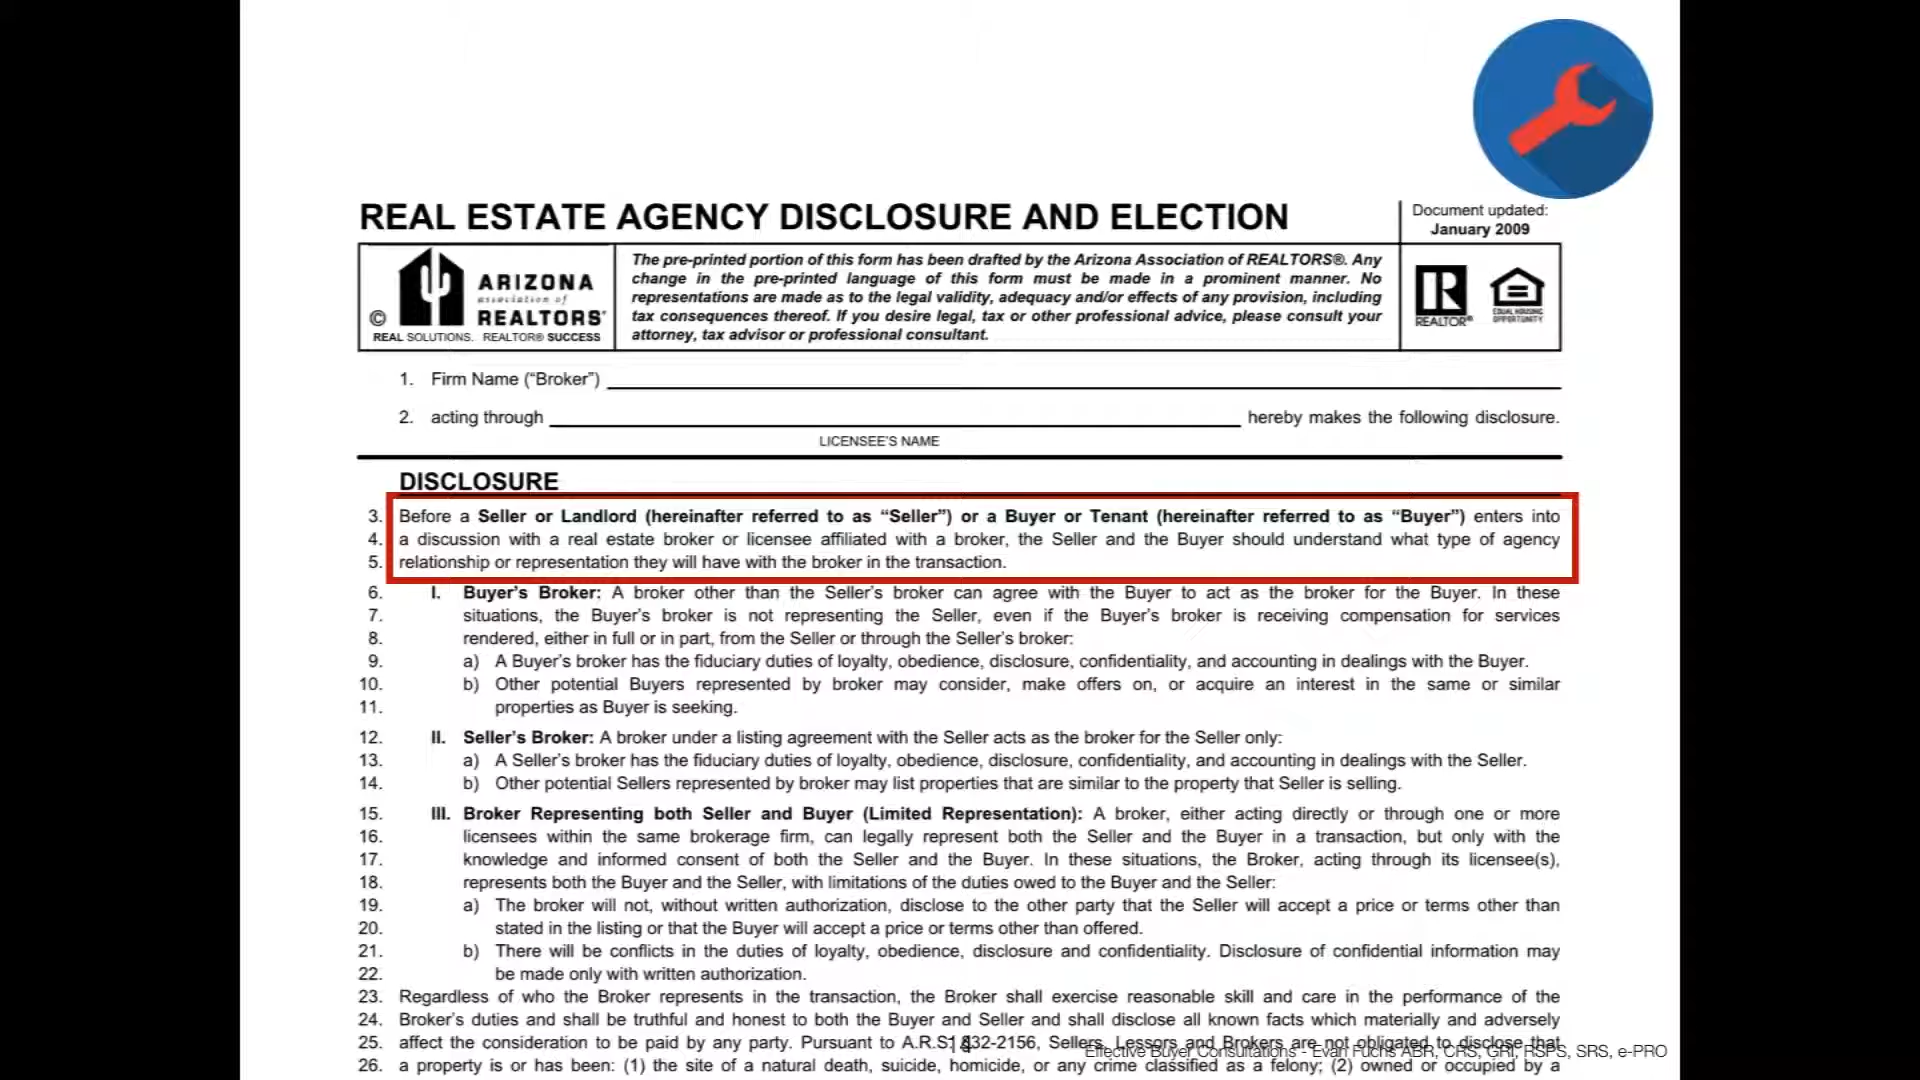 REAL ESTATE AGENCY DISCLOSURE AND ELECTION
Document updated:
January 2009
ARIZONA
association of
REALTORS®
©
REAL SOLUTIONS. REALTOR® SUCCESS
The pre-printed portion of this form has been drafted by the Arizona Association of REALTORS®. Any
change in the pre-printed language of this form must be made in a prominent manner. No
representations are made as to the legal validity, adequacy and/or effects of any provision, including
tax consequences thereof. If you desire legal, tax or other professional advice, please consult your
attorney, tax advisor or professional consultant.
REALTOR®
EQUAL HOUSING
OPPORTUNITY
1. Firm Name (“Broker”)
2. acting through hereby makes the following disclosure.
LICENSEE’S NAME
DISCLOSURE
3. Before a Seller or Landlord (hereinafter referred to as “Seller”) or a Buyer or Tenant (hereinafter referred to as “Buyer”) enters into
4. a discussion with a real estate broker or licensee affiliated with a broker, the Seller and the Buyer should understand what type of agency
5. relationship or representation they will have with the broker in the transaction.
6. I. Buyer’s Broker: A broker other than the Seller’s broker can agree with the Buyer to act as the broker for the Buyer. In these
7. situations, the Buyer’s broker is not representing the Seller, even if the Buyer’s broker is receiving compensation for services
8. rendered, either in full or in part, from the Seller or through the Seller’s broker:
9. a) A Buyer’s broker has the fiduciary duties of loyalty, obedience, disclosure, confidentiality, and accounting in dealings with the Buyer.
10. b) Other potential Buyers represented by broker may consider, make offers on, or acquire an interest in the same or similar
11. properties as Buyer is seeking.
12. II. Seller’s Broker: A broker under a listing agreement with the Seller acts as the broker for the Seller only:
13. a) A Seller’s broker has the fiduciary duties of loyalty, obedience, disclosure, confidentiality, and accounting in dealings with the Seller.
14. b) Other potential Sellers represented by broker may list properties that are similar to the property that Seller is selling.
15. III. Broker Representing both Seller and Buyer (Limited Representation): A broker, either acting directly or through one or more
16. licensees within the same brokerage firm, can legally represent both the Seller and the Buyer in a transaction, but only with the
17. knowledge and informed consent of both the Seller and the Buyer. In these situations, the Broker, acting through its licensee(s),
18. represents both the Buyer and the Seller, with limitations of the duties owed to the Buyer and the Seller:
19. a) The broker will not, without written authorization, disclose to the other party that the Seller will accept a price or terms other than
20. stated in the listing or that the Buyer will accept a price or terms other than offered.
21. b) There will be conflicts in the duties of loyalty, obedience, disclosure and confidentiality. Disclosure of confidential information may
22. be made only with written authorization.
23. Regardless of who the Broker represents in the transaction, the Broker shall exercise reasonable skill and care in the performance of the
24. Broker’s duties and shall be truthful and honest to both the Buyer and Seller and shall disclose all known facts which materially and adversely
25. affect the consideration to be paid by any party. Pursuant to A.R.S. §32-2156, Sellers, Lessors and Brokers are not obligated to disclose that
14
Effective Buyer Consultations - Evan Fuchs ABR, CRS, GRI, RSPS, SRS, e-PRO
26. a property is or has been: (1) the site of a natural death, suicide, homicide, or any crime classified as a felony; (2) owned or occupied by a